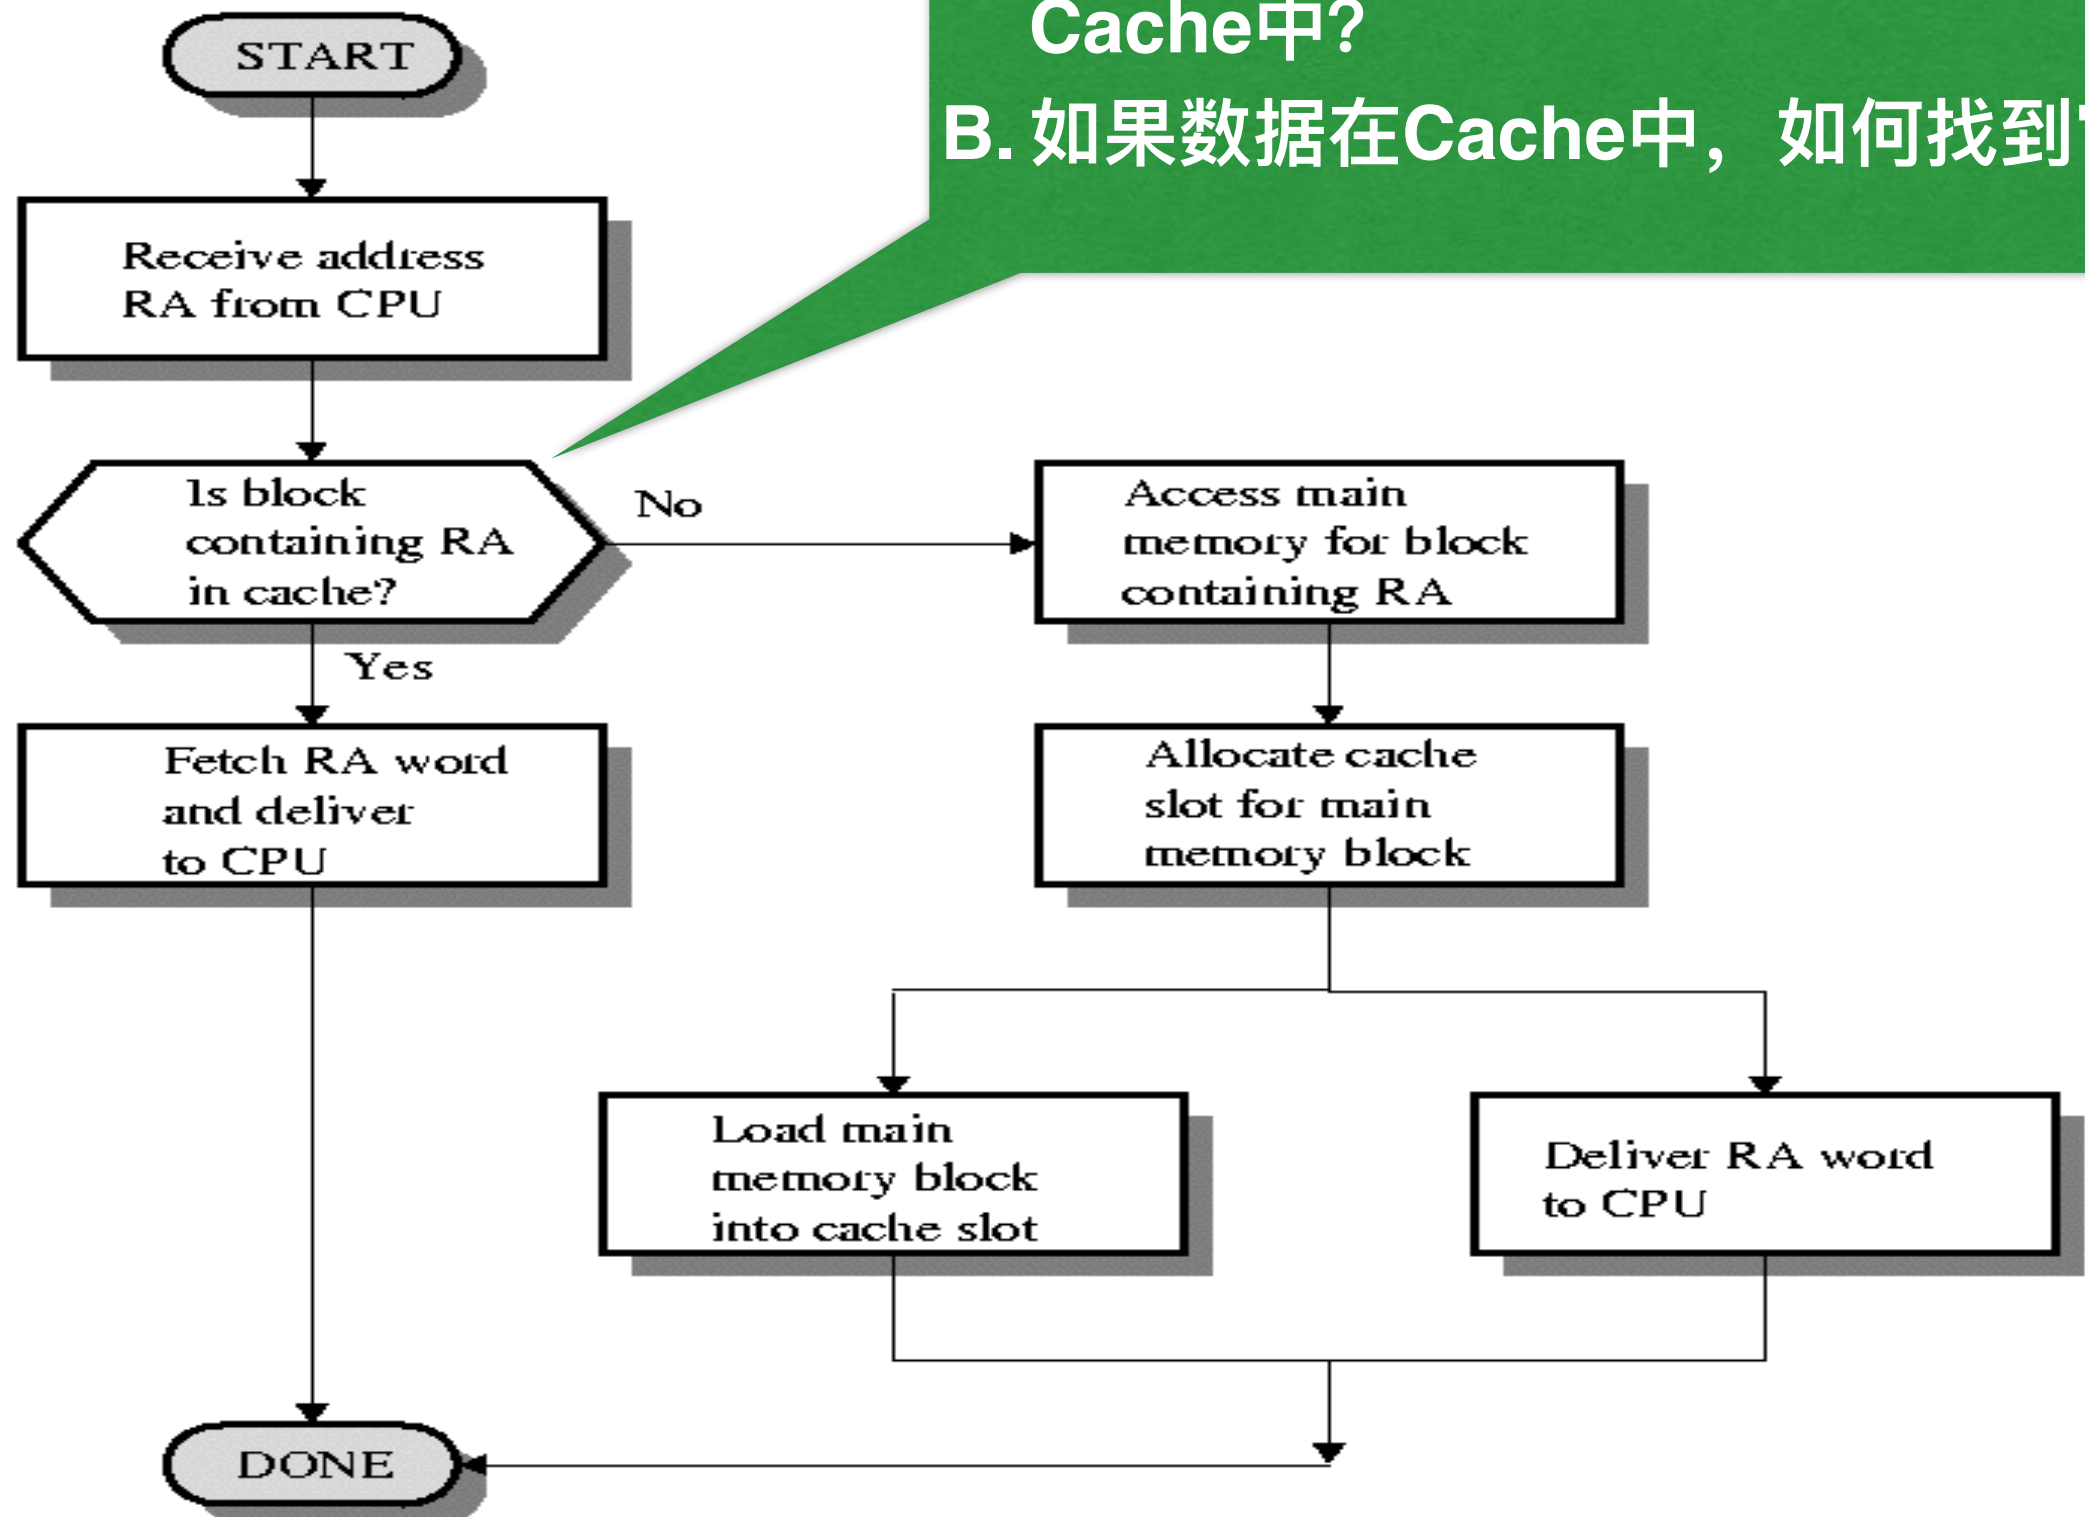 START
Cache中?
B. 如果数据在Cache中，如何找到
Receive address
RA from CPU
Is block
containing RA
in cache?
No
Access main
memory for block
containing RA
Yes
Fetch RA word
and deliver
to CPU
Allocate cache
slot for main
memory block
Load main
memory block
into cache slot
Deliver RA word
to CPU
DONE